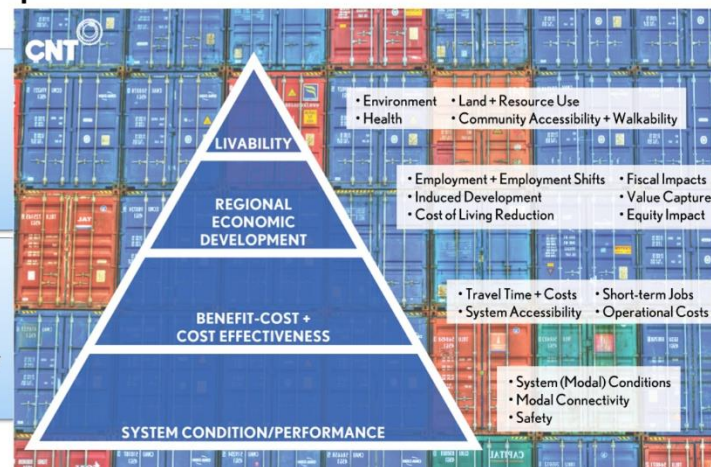 CNT
• Environment • Land + Resource Use
• Health • Community Accessibility + Walkability
LIVABILITY
• Employment + Employment Shifts • Fiscal Impacts
• Induced Development • Value Capture
• Cost of Living Reduction • Equity Impact
REGIONAL
ECONOMIC
DEVELOPMENT
• Travel Time + Costs • Short-term Jobs
• System Accessibility • Operational Costs
BENEFIT-COST +
COST EFFECTIVENESS
• System (Modal) Conditions
• Modal Connectivity
• Safety
SYSTEM CONDITION/PERFORMANCE
CAPITAL